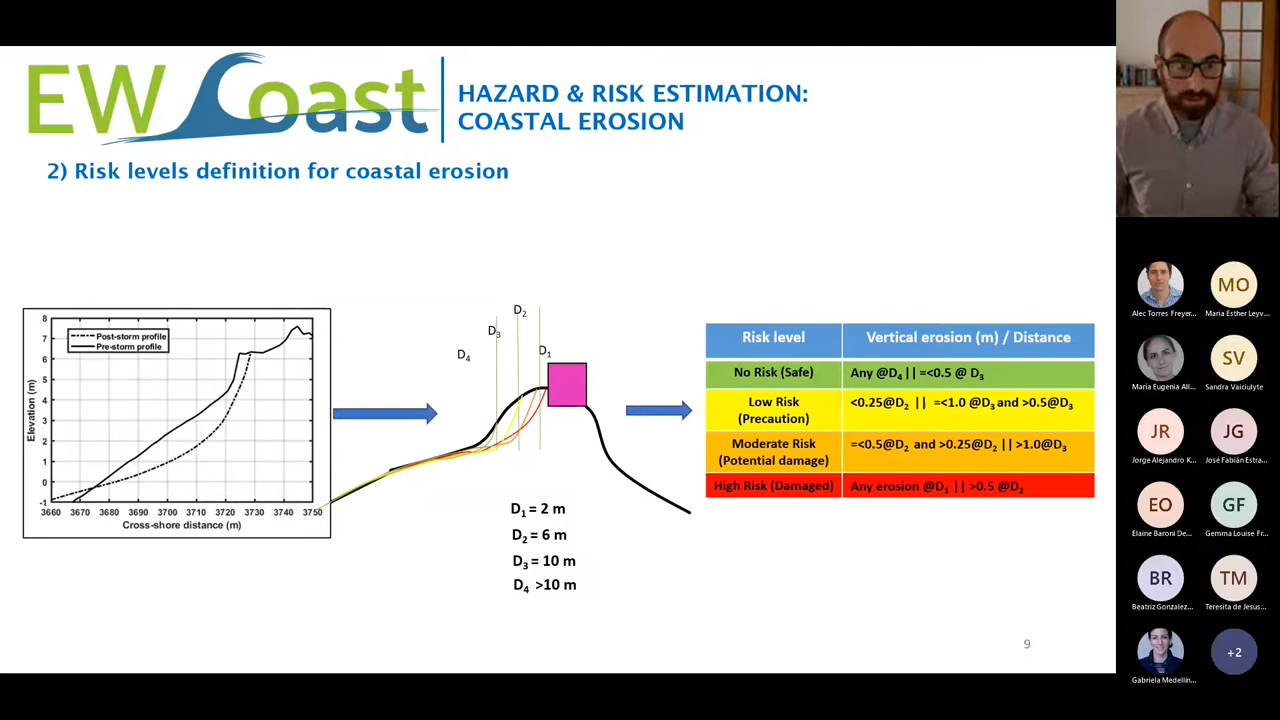 EWCoast
HAZARD & RISK ESTIMATION:
COASTAL EROSION
2) Risk levels definition for coastal erosion
8
7
6
5
4
3
2
1
0
-1
Elevation (m)
Post-storm profile
Pre-storm profile
3660 3670 3680 3690 3700 3710 3720 3730 3740 3750
Cross-shore distance (m)
D2
D3
D4
D1
D1 = 2 m
D2 = 6 m
D3 = 10 m
D4 >10 m
Risk level Vertical erosion (m) / Distance
No Risk (Safe) Any @D4 || =<0.5 @ D3
Low Risk
(Precaution)
<0.25@D2 || =<1.0 @D3 and >0.5@D3
Moderate Risk
(Potential damage)
=<0.5@D2 and >0.25@D2 || >1.0@D3
High Risk (Damaged) Any erosion @D1 || >0.5 @D2
9
MO
Alec Torres Freyer... Maria Esther Leyv...
SV
María Eugenia All... Sandra Vaiciulyte
JR JG
Jorge Alejandro K... José Fabián Estra...
EO GF
Elaine Baroni De... Gemma Louise Fr...
BR TM
Beatriz Gonzalez... Teresita de Jesus...
+2
Gabriela Medellín...